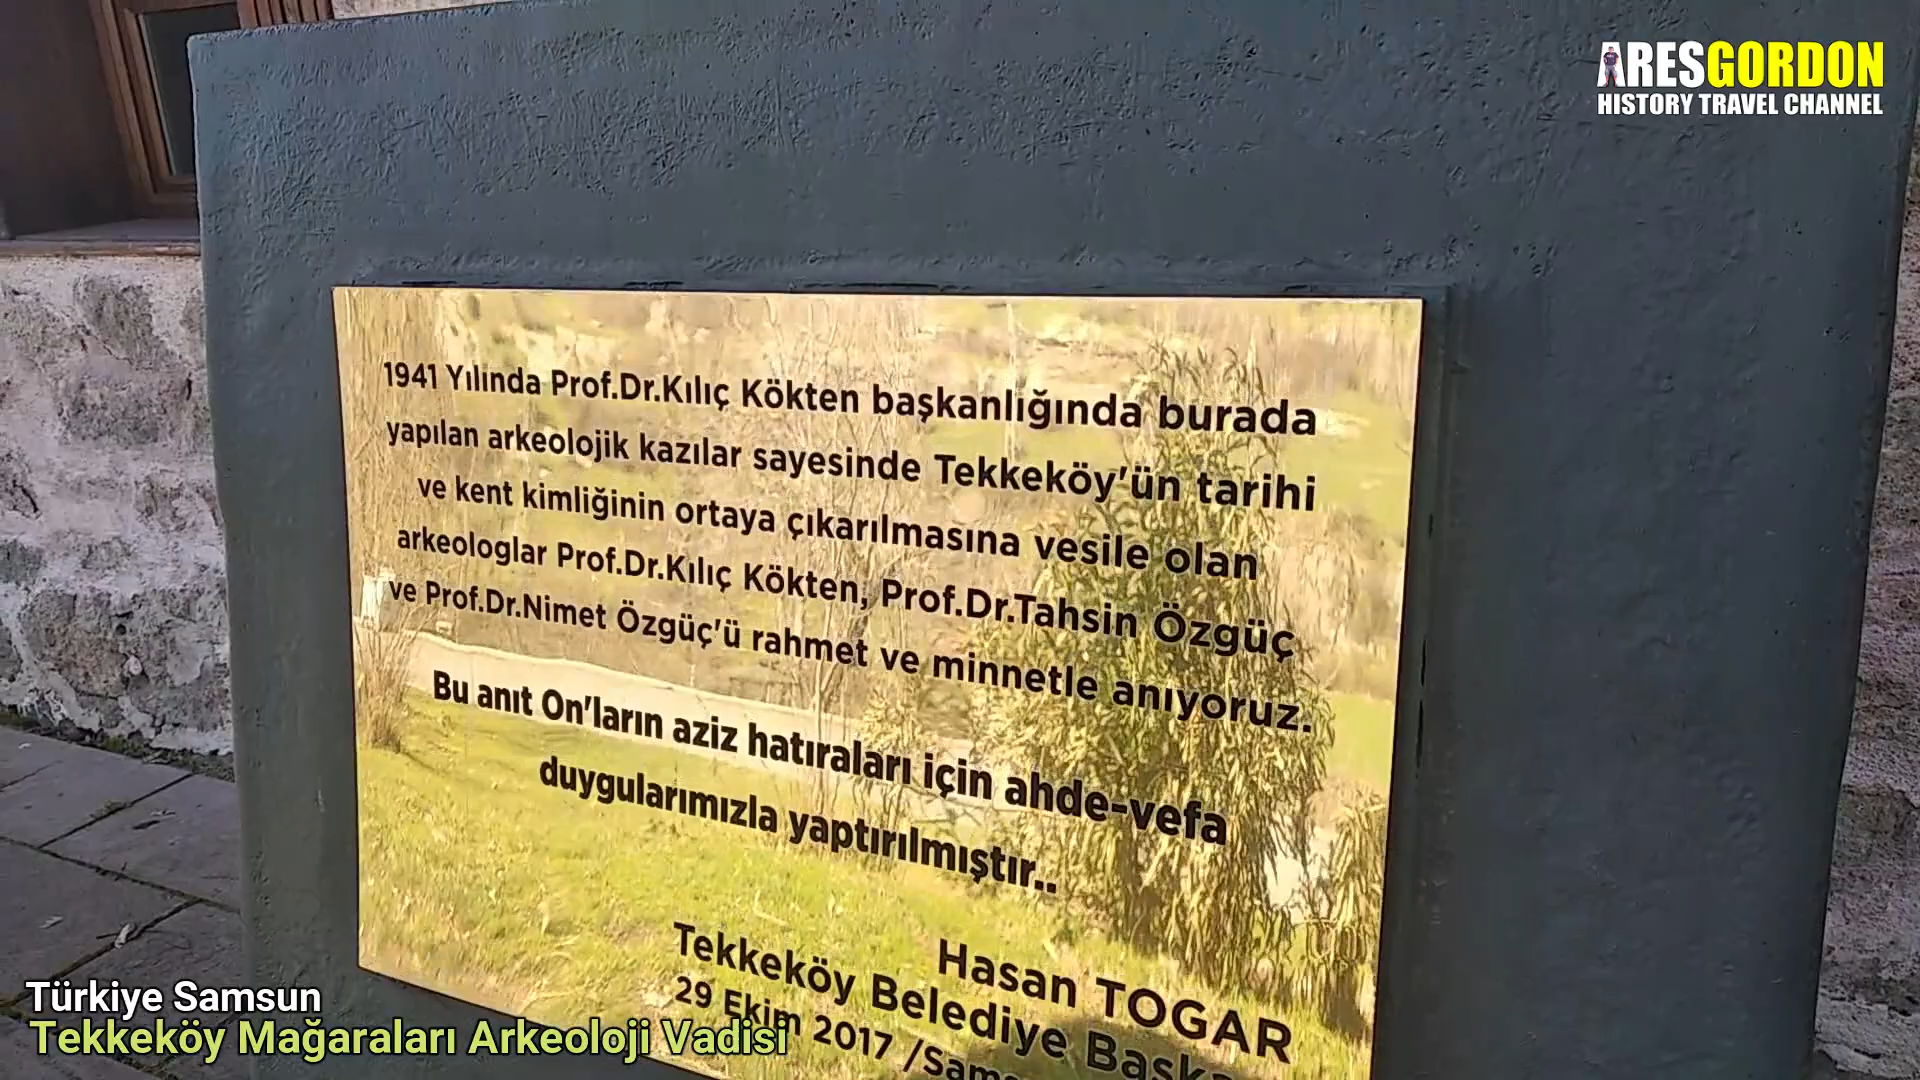 ARESGORDON
HISTORY TRAVEL CHANNEL
1941 Yılında Prof.Dr.Kılıç Kökten başkanlığında burada
yapılan arkeolojik kazılar sayesinde Tekkeköy'ün tarihi
ve kent kimliğinin ortaya çıkarılmasına vesile olan
arkeologlar Prof.Dr.Kılıç Kökten, Prof.Dr.Tahsin Özgüç
ve Prof.Dr.Nimet Özgüç'ü rahmet ve minnetle anıyoruz.
Bu anıt On'ların aziz hatıraları için ahde-vefa
duygularımızla yaptırılmıştır..
Hasan TOGAR
Tekkeköy Belediye
29 Ekim 2017
Türkiye Samsun
Tekkeköy Mağaraları Arkeoloji Vadisi